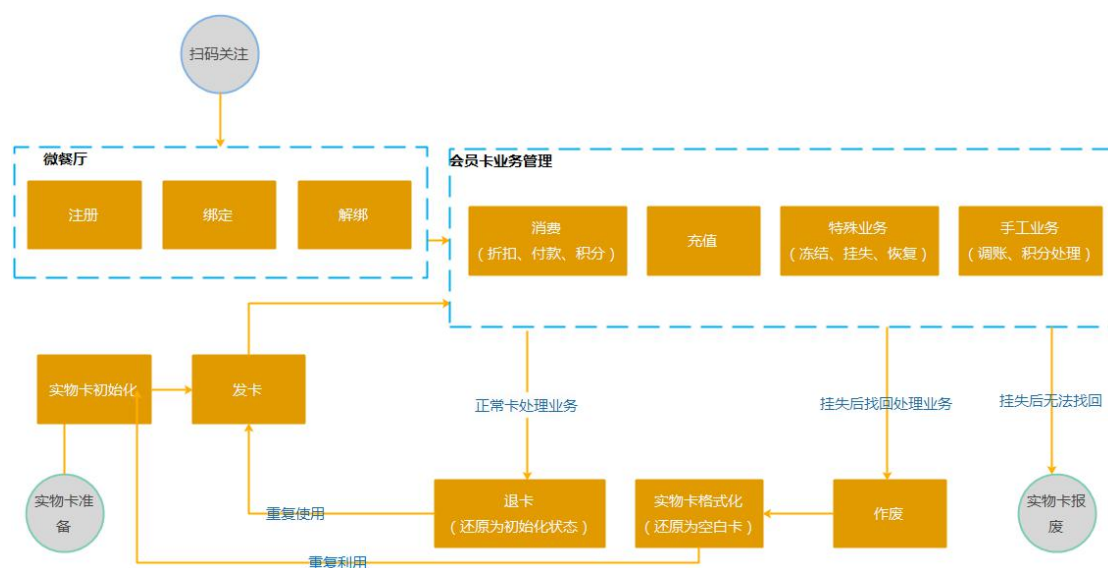 扫码关注
微餐厅
注册
绑定
解绑
会员卡业务管理
消费
（折扣、付款、积分）
充值
特殊业务
（冻结、挂失、恢复）
手工业务
（调账、积分处理）
实物卡初始化
发卡
正常卡处理业务
挂失后找回处理业务
挂失后无法找回
实物卡准
备
重复使用
退卡
（还原为初始化状态）
实物卡格式化
（还原为空白卡）
作废
实物卡报
废
重复利用